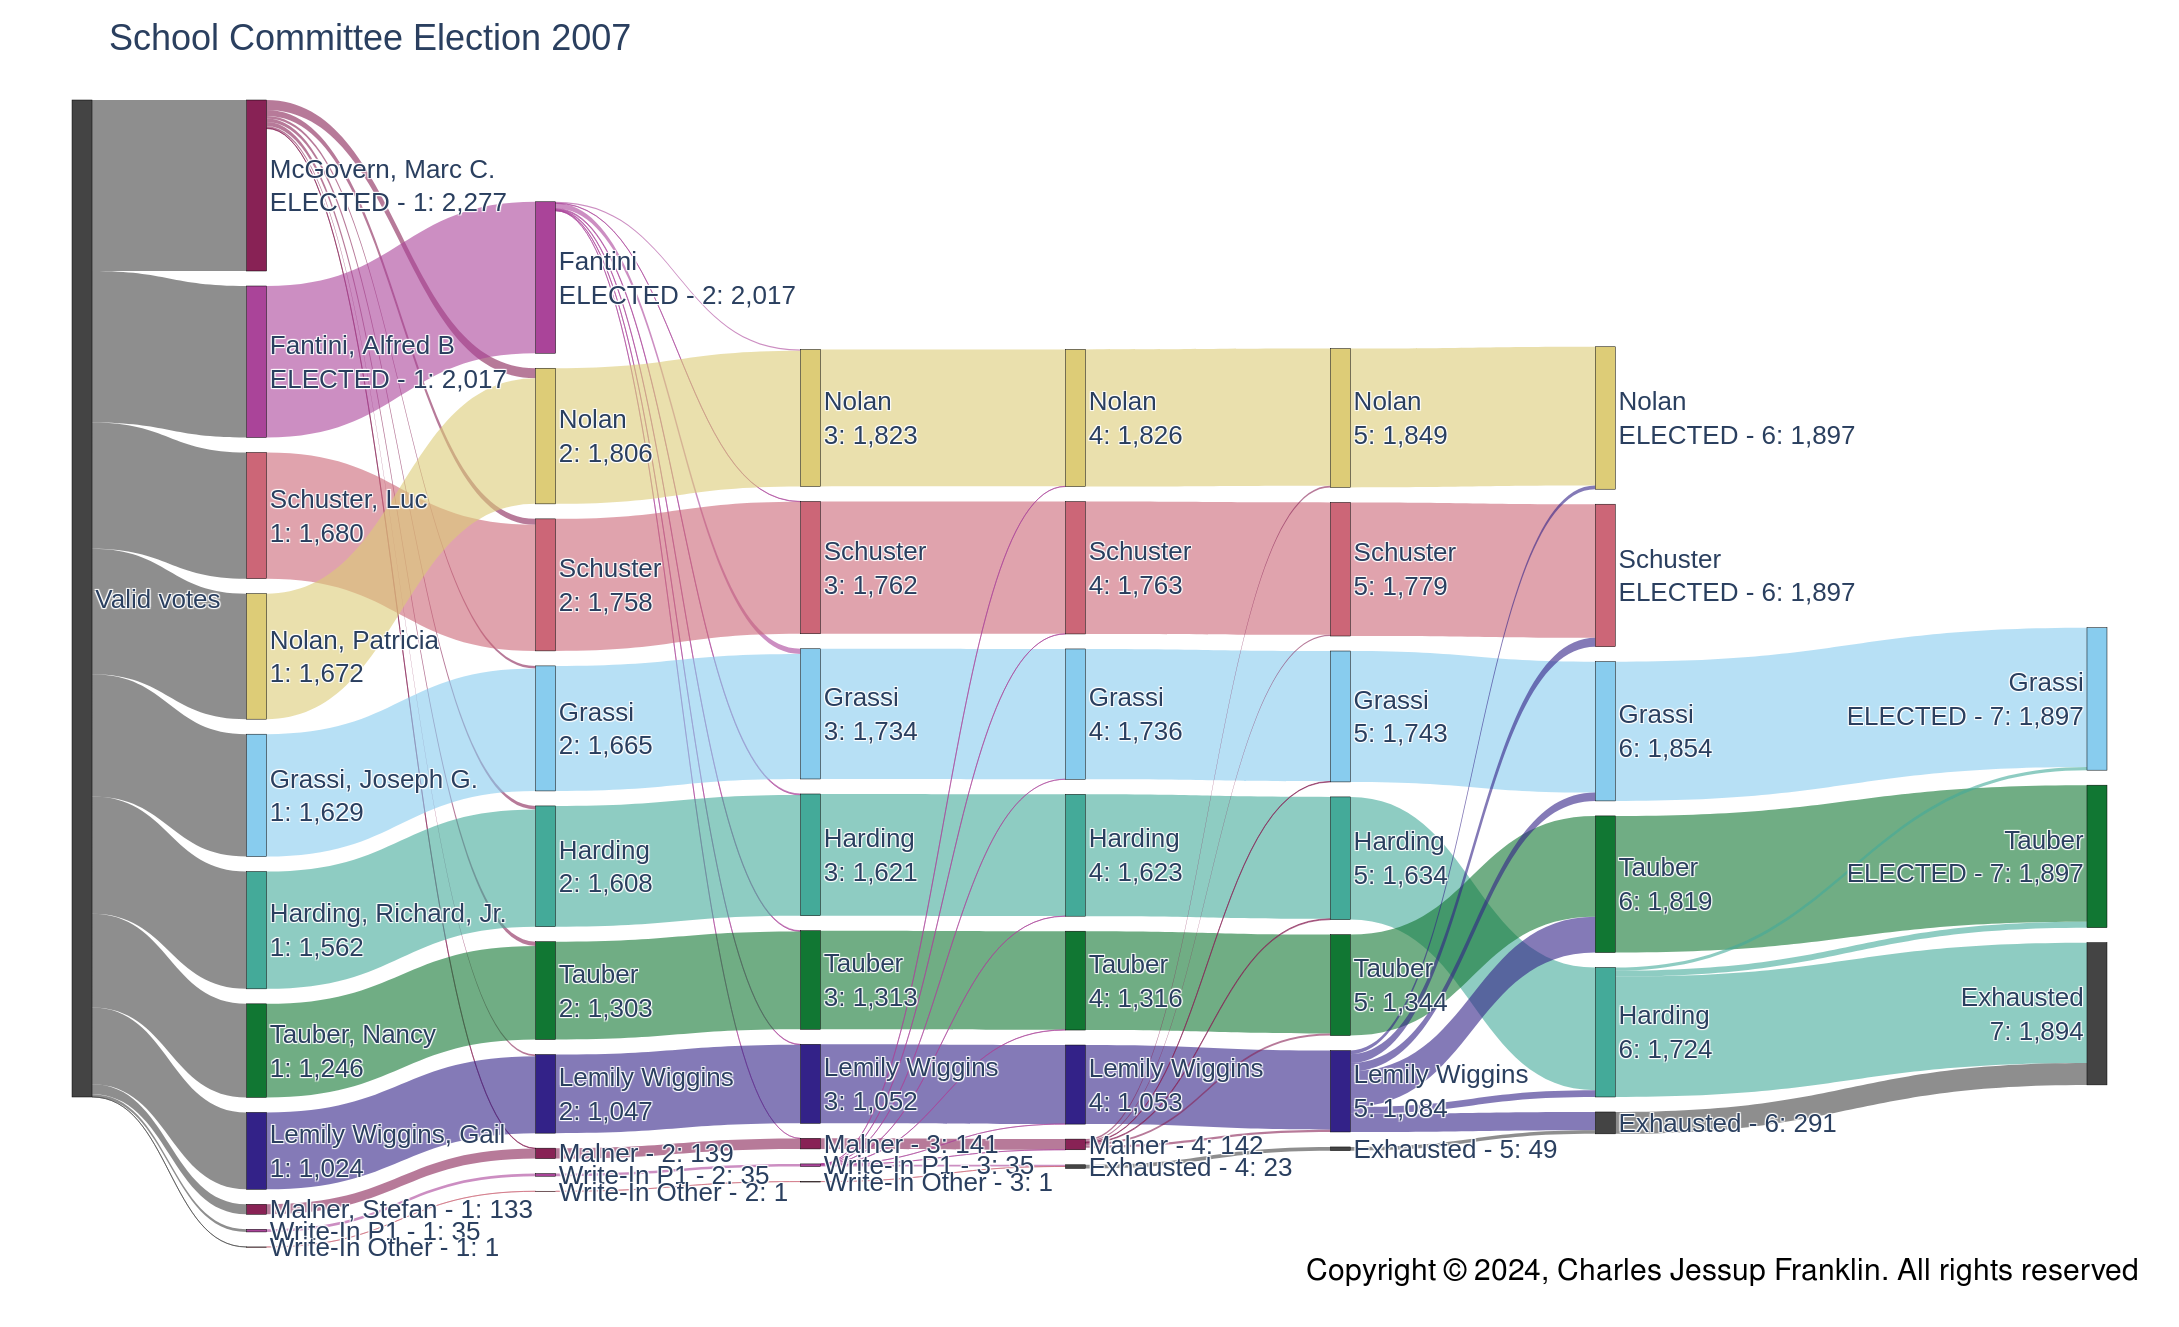 School Committee Election 2007
Valid votes
McGovern, Marc C.
ELECTED - 1: 2,277
Fantini, Alfred B
ELECTED - 1: 2,017
Schuster, Luc
1: 1,680
Nolan, Patricia
1: 1,672
Grassi, Joseph G.
1: 1,629
Harding, Richard, Jr.
1: 1,562
Tauber, Nancy
1: 1,246
Lemily Wiggins, Gail
1: 1,024
Malner, Stefan - 1: 133
Write-In P1 - 1: 35
Write-In Other - 1: 1
Fantini
ELECTED - 2: 2,017
Nolan
2: 1,806
Schuster
2: 1,758
Grassi
2: 1,665
Harding
2: 1,608
Tauber
2: 1,303
Lemily Wiggins
2: 1,047
Malner - 2: 139
Write-In P1 - 2: 35
Write-In Other - 2: 1
Nolan
3: 1,823
Schuster
3: 1,762
Grassi
3: 1,734
Harding
3: 1,621
Tauber
3: 1,313
Lemily Wiggins
3: 1,052
Malner - 3: 141
Write-In P1 - 3: 35
Write-In Other - 3: 1
Nolan
4: 1,826
Schuster
4: 1,763
Grassi
4: 1,736
Harding
4: 1,623
Tauber
4: 1,316
Lemily Wiggins
4: 1,053
Malner - 4: 142
Exhausted - 4: 23
Nolan
5: 1,849
Schuster
5: 1,779
Grassi
5: 1,743
Harding
5: 1,634
Tauber
5: 1,344
Lemily Wiggins
5: 1,084
Exhausted - 5: 49
Nolan
ELECTED - 6: 1,897
Schuster
ELECTED - 6: 1,897
Grassi
6: 1,854
Tauber
6: 1,819
Harding
6: 1,724
Exhausted - 6: 291
Grassi
ELECTED - 7: 1,897
Tauber
ELECTED - 7: 1,897
Exhausted
7: 1,894
Copyright © 2024, Charles Jessup Franklin. All rights reserved